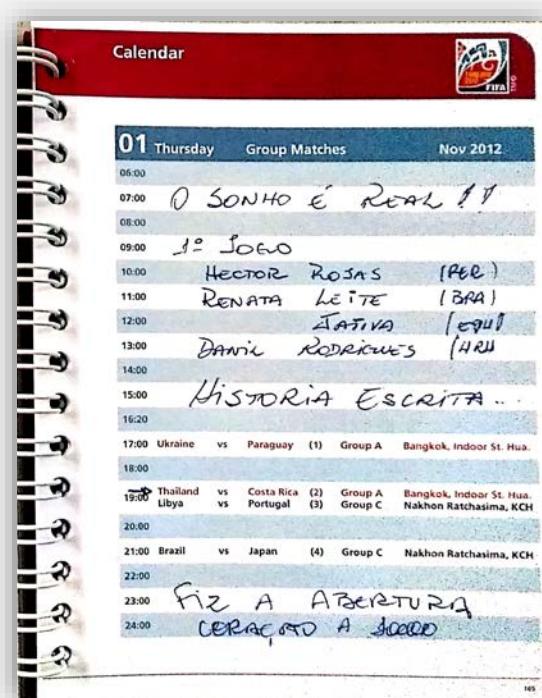 Calendar
FIFA
01 Thursday Group Matches Nov 2012
06:00
07:00 O SONHO É REAL !!
08:00
09:00 1º JOGO
10:00 HECTOR ROJAS (PER)
11:00 RENATA LEITE (BRA)
12:00 JATIVA (EQU)
13:00 DANIL RODRIGUES (URU
14:00
15:00 HISTORIA ESCRITA ..
16:20
17:00 Ukraine vs Paraguay (1) Group A Bangkok, Indoor St. Hua.
18:00
19:00 Thailand vs Costa Rica (2) Group A Bangkok, Indoor St. Hua.
Libya vs Portugal (3) Group C Nakhon Ratchasima, KCH
20:00
21:00 Brazil vs Japan (4) Group C Nakhon Ratchasima, KCH
22:00
23:00 FIZ A ABERTURA
24:00 A